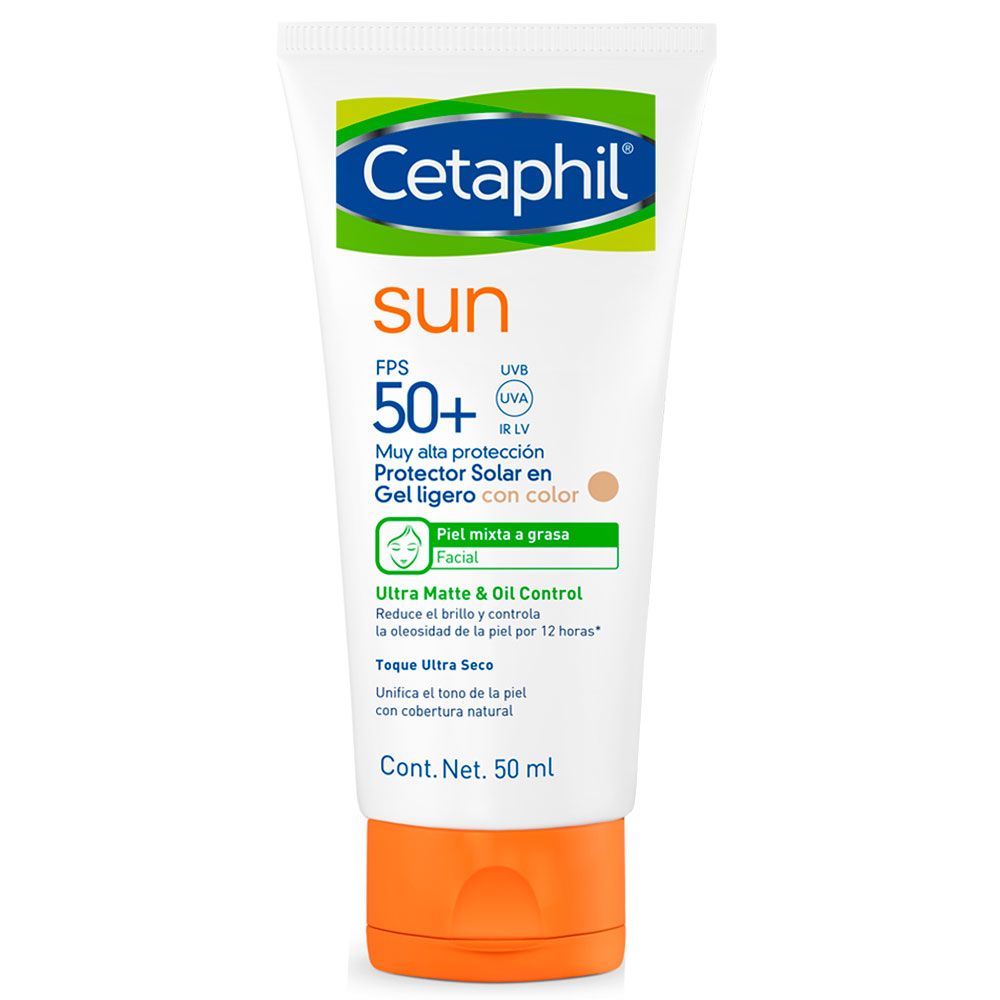 Cetaphil®
sun
FPS
50+
UVB
UVA
IR LV
Muy alta protección
Protector Solar en
Gel ligero con color
Piel mixta a grasa
Facial
Ultra Matte & Oil Control
Reduce el brillo y controla
la oleosidad de la piel por 12 horas*
Toque Ultra Seco
Unifica el tono de la piel
con cobertura natural
Cont. Net. 50 ml